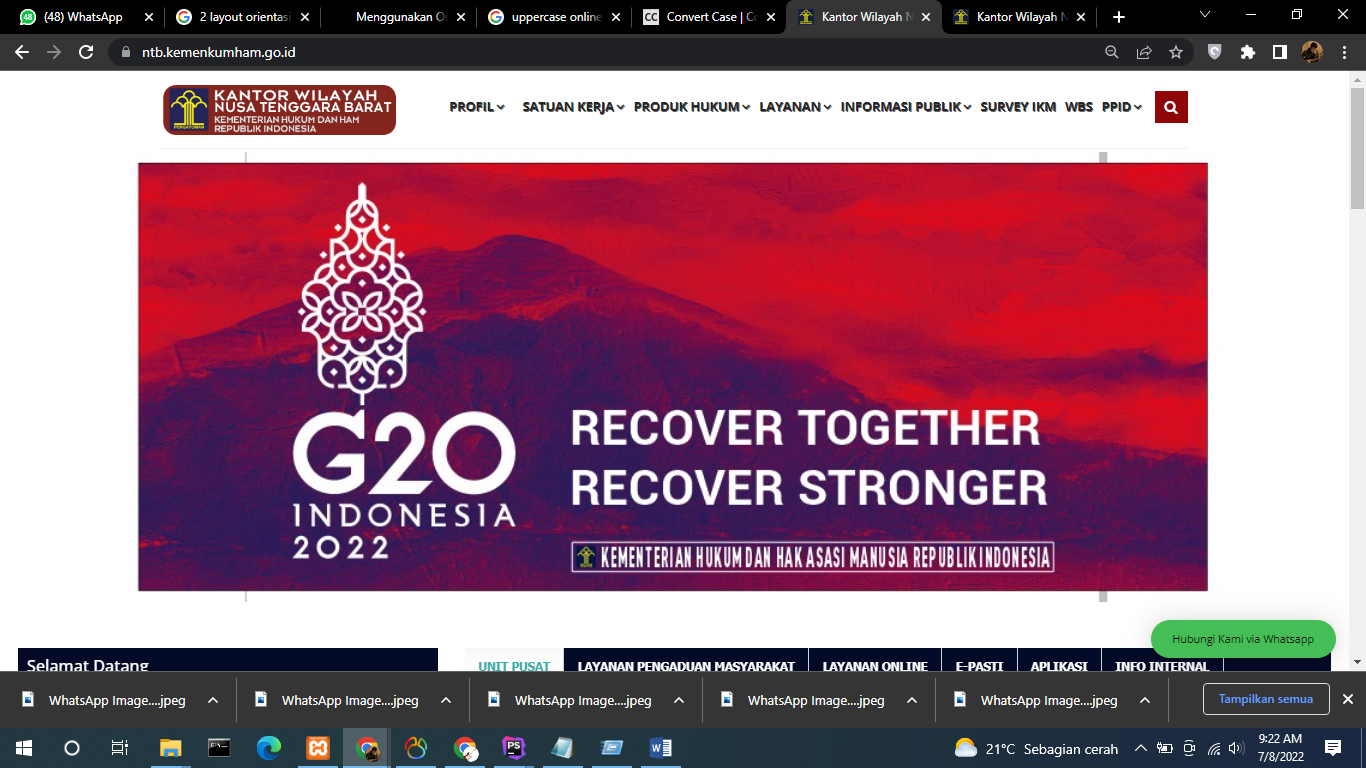 (48) WhatsApp
2 layout orientasi
Menggunakan Or
uppercase online
Convert Case | Co
Kantor Wilayah N
Kantor Wilayah N
ntb.kemenkumham.go.id
KANTOR WILAYAH
NUSA TENGGARA BARAT
KEMENTERIAN HUKUM DAN HAM
REPUBLIK INDONESIA
PENGAYOMAN
PROFIL SATUAN KERJA PRODUK HUKUM LAYANAN INFORMASI PUBLIK SURVEY IKM WBS PPID
G20
INDONESIA
2022
RECOVER TOGETHER
RECOVER STRONGER
KEMENTERIAN HUKUM DAN HAK ASASI MANUSIA REPUBLIK INDONESIA
Hubungi Kami via Whatsapp
Selamat Datang
UNIT PUSAT LAYANAN PENGADUAN MASYARAKAT LAYANAN ONLINE E-PASTI APLIKASI INFO INTERNAL
WhatsApp Image....jpeg
WhatsApp Image....jpeg
WhatsApp Image....jpeg
WhatsApp Image....jpeg
WhatsApp Image....jpeg
Tampilkan semua
21°C Sebagian cerah
9:22 AM
7/8/2022